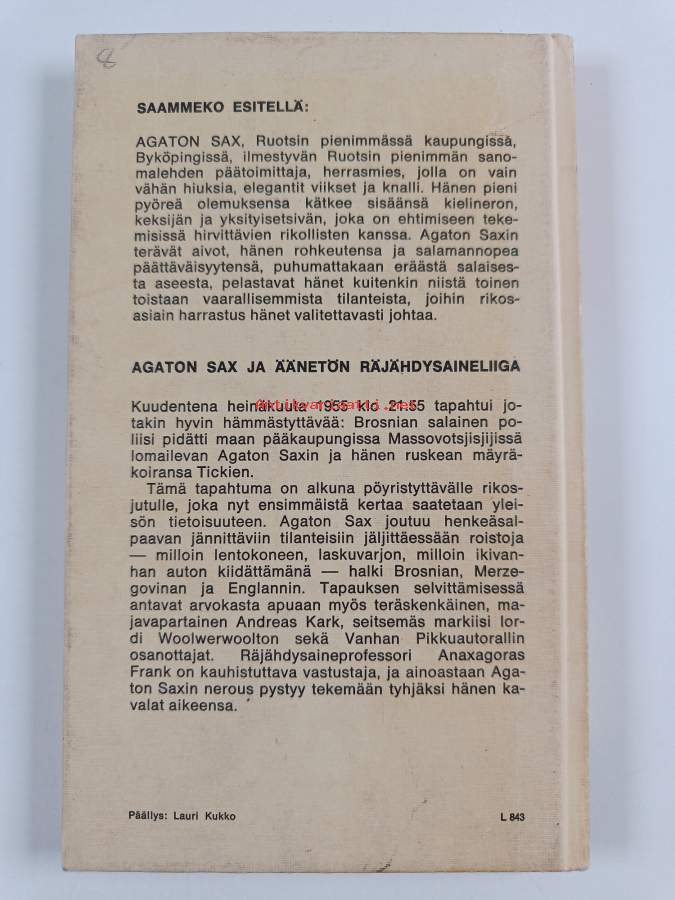 8
SAAMMEKO ESITELLÄ:
AGATON SAX, Ruotsin pienimmässä kaupungissa,
Byköpingissä, ilmestyvän Ruotsin pienimmän sano-
malehden päätoimittaja, herrasmies, jolla on vain
vähän hiuksia, elegantit viikset ja knalli. Hänen pieni
pyöreä olemuksensa kätkee sisäänsä kielineron,
keksijän ja yksityisetsivän, joka on ehtimiseen teke-
misissä hirvittävien rikollisten kanssa. Agaton Saxin
terävät aivot, hänen rohkeutensa ja salamannopea
päättäväisyytensä, puhumattakaan eräästä salaises-
ta aseesta, pelastavat hänet kuitenkin niistä toinen
toistaan vaarallisemmista tilanteista, joihin rikos-
asiain harrastus hänet valitettavasti johtaa.
AGATON SAX JA ÄÄNETÖN RÄJÄHDYSAINELIIGA
Antikvariaatti.net
Kuudentena heinäkuuta 1955 klo 21.55 tapahtui jo-
takin hyvin hämmästyttävää: Brosnian salainen po-
liisi pidätti maan pääkaupungissa Massovotsjisjijissä
lomailevan Agaton Saxin ja hänen ruskean mäyrä-
koiransa Tickien.
Tämä tapahtuma on alkuna pöyristyttävälle rikos-
jutulle, joka nyt ensimmäistä kertaa saatetaan ylei-
sön tietoisuuteen. Agaton Sax joutuu henkeäsal-
paavan jännittäviin tilanteisiin jäljittäessään roistoja
— milloin lentokoneen, laskuvarjon, milloin ikivan-
han auton kiidättämänä — halki Brosnian, Merze-
govinan ja Englannin. Tapauksen selvittämisessä
antavat arvokasta apuaan myös teräskenkäinen, ma-
javapartainen Andreas Kark, seitsemäs markiisi lor-
di Woolwerwoolton sekä Vanhan Pikkuautorallin
osanottajat. Räjähdysaineprofessori Anaxagoras
Frank on kauhistuttava vastustaja, ja ainoastaan Aga-
ton Saxin nerous pystyy tekemään tyhjäksi hänen ka-
valat aikeensa.
Päällys: Lauri Kukko
L 843